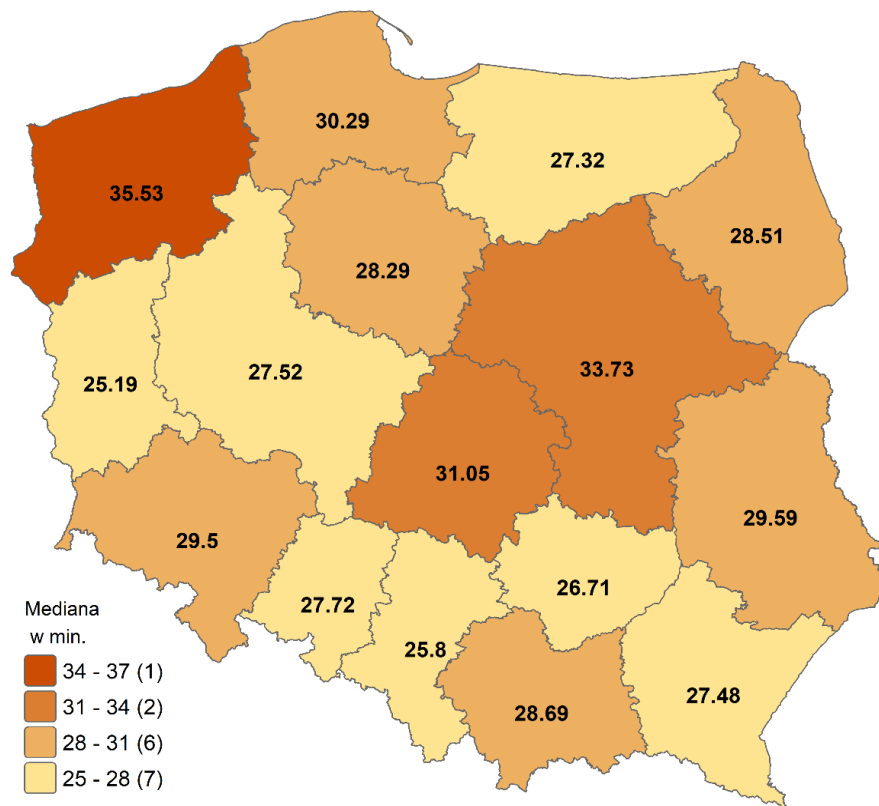 30.29
27.32
35.53
28.51
28.29
33.73
25.19
27.52
31.05
29.59
29.5
26.71
27.72
25.8
27.48
28.69
Mediana
w min.
34 - 37 (1)
31 - 34 (2)
28 - 31 (6)
25 - 28 (7)